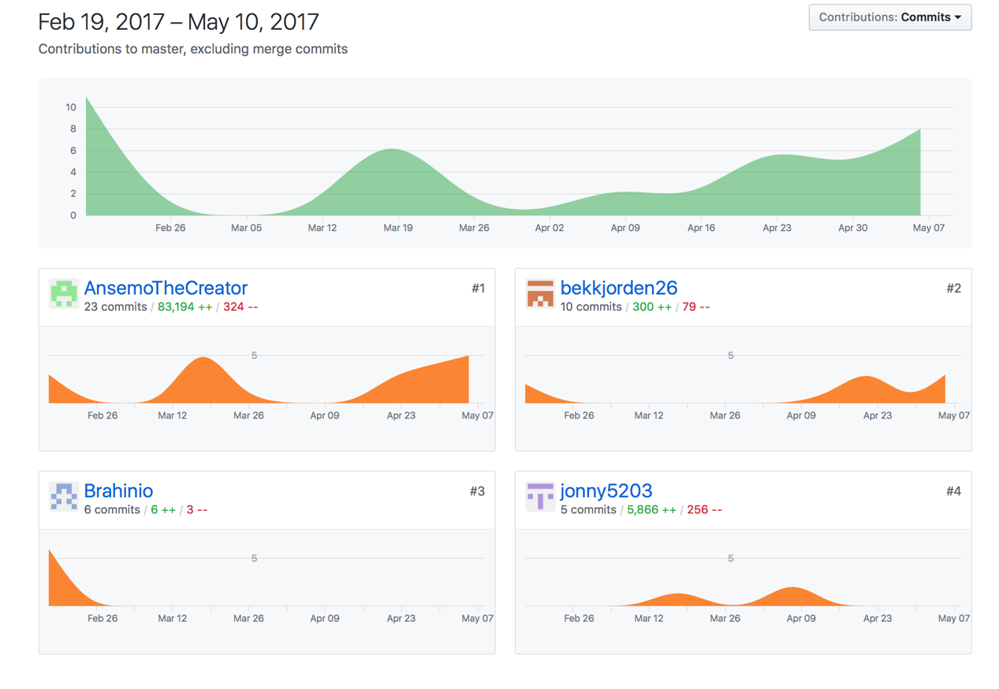 Feb 19, 2017 – May 10, 2017
Contributions: Commits
Contributions to master, excluding merge commits
10
8
6
4
2
0
Feb 26 Mar 05 Mar 12 Mar 19 Mar 26 Apr 02 Apr 09 Apr 16 Apr 23 Apr 30 May 07
AnsemoTheCreator #1
23 commits / 83,194 ++ / 324 --
5
Feb 26 Mar 12 Mar 26 Apr 09 Apr 23 May 07
bekkjorden26 #2
10 commits / 300 ++ / 79 --
5
Feb 26 Mar 12 Mar 26 Apr 09 Apr 23 May 07
Brahinio #3
6 commits / 6 ++ / 3 --
5
Feb 26 Mar 12 Mar 26 Apr 09 Apr 23 May 07
jonny5203 #4
5 commits / 5,866 ++ / 256 --
5
Feb 26 Mar 12 Mar 26 Apr 09 Apr 23 May 07